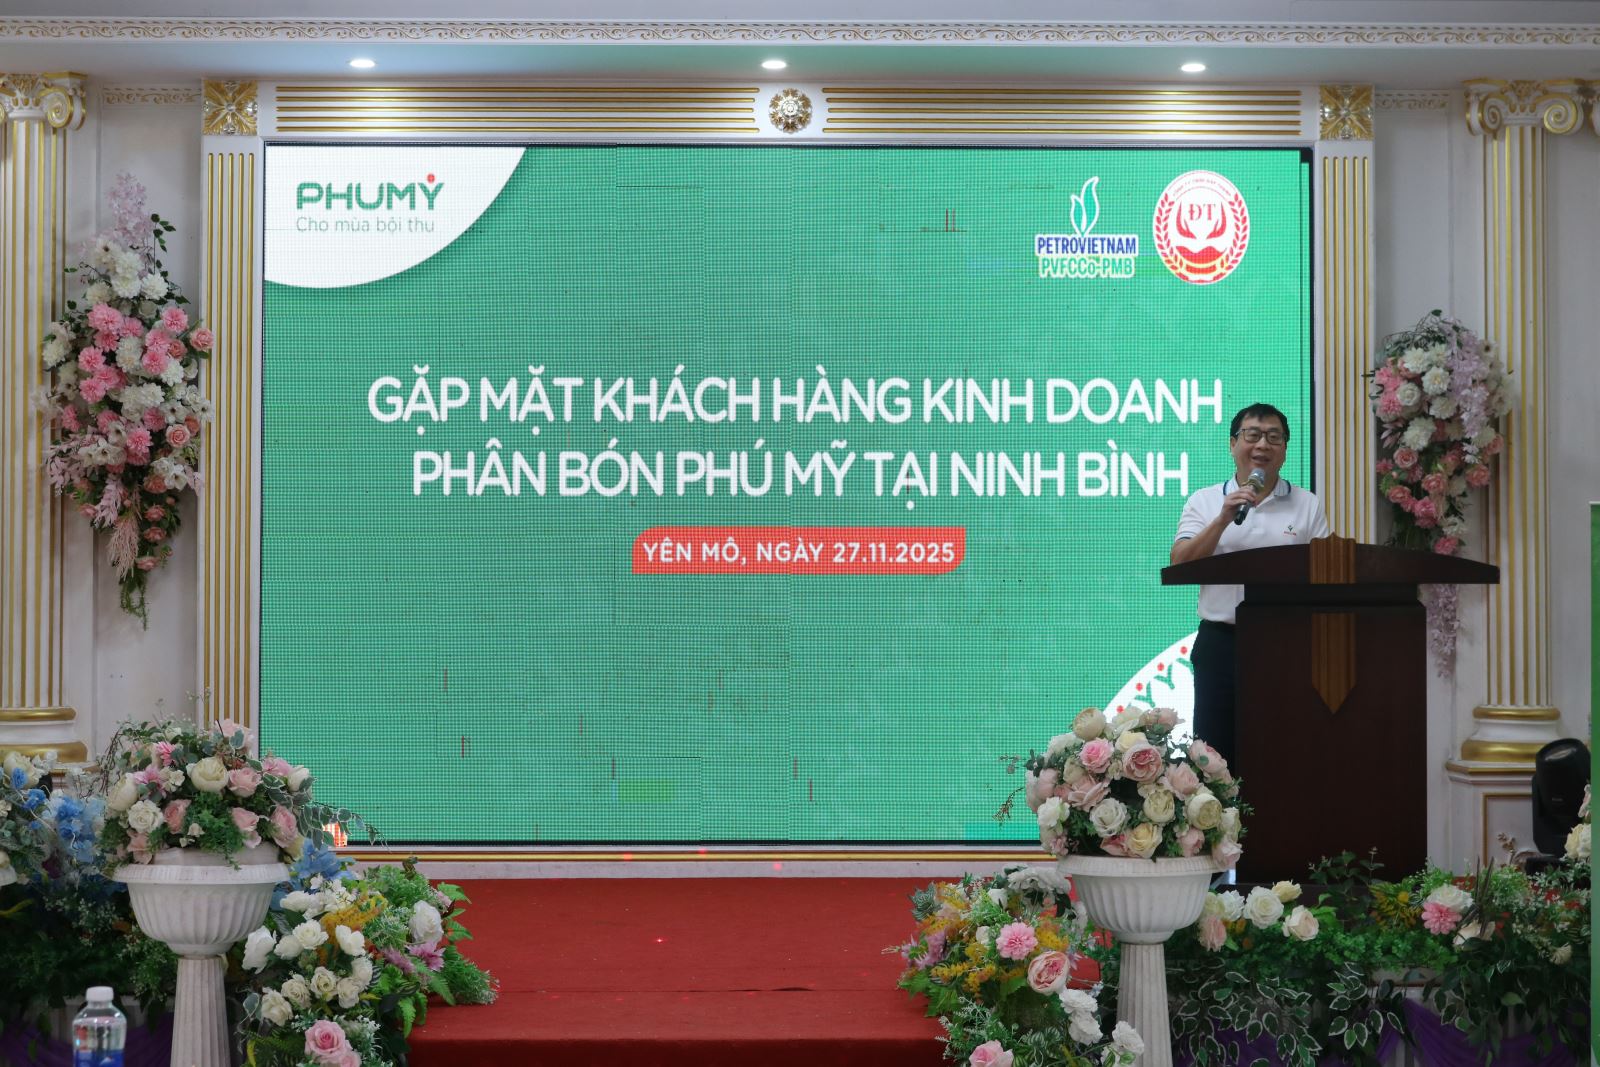 PHUMỸ
Cho mùa bội thu
PETROVIETNAM
PVFCCo-PMB
ĐT
GẶP MẶT KHÁCH HÀNG KINH DOANH
PHÂN BÓN PHÚ MỸ TẠI NINH BÌNH
YÊN MÔ, NGÀY 27.11.2025